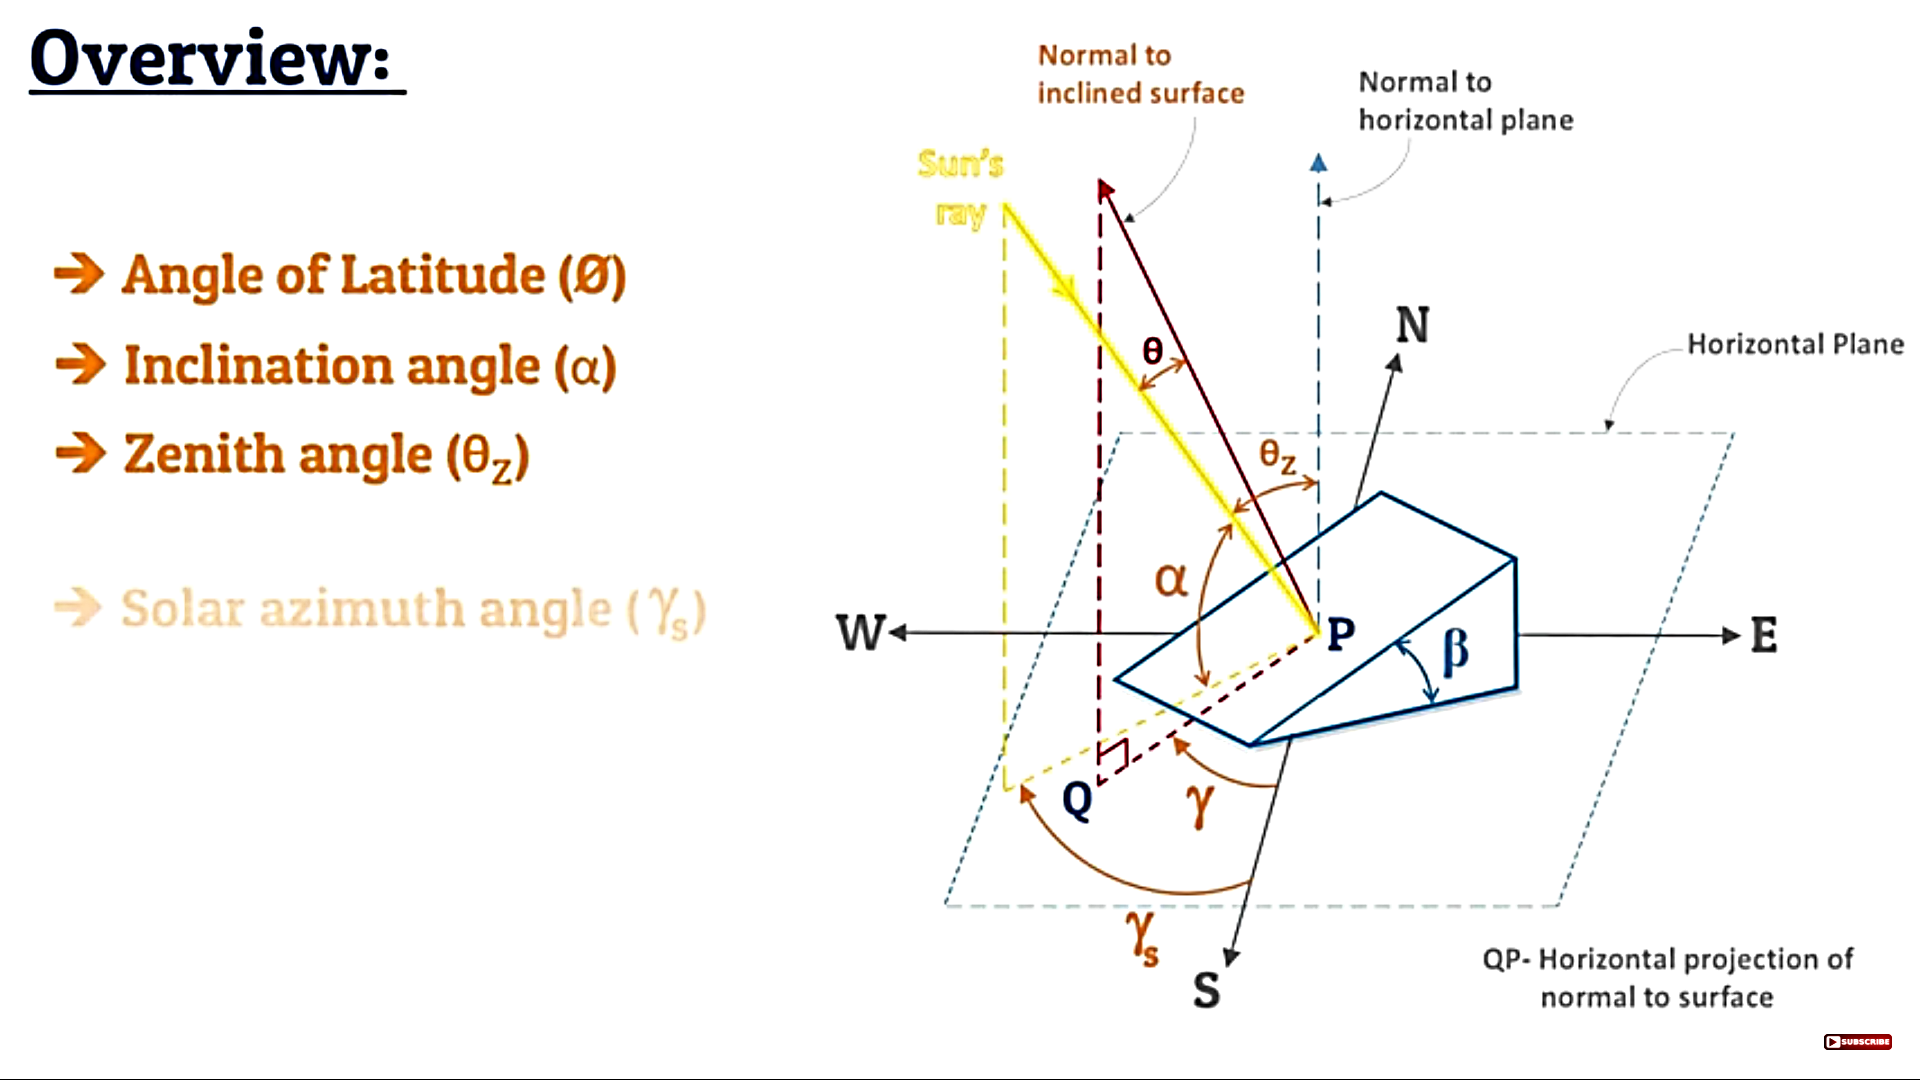 Overview:
Normal to
inclined surface
Normal to
horizontal plane
Sun's
ray
➔ Angle of Latitude (Ø)
➔ Inclination angle (α)
➔ Zenith angle (θz)
➔ Solar azimuth angle (γs)
N
Horizontal Plane
θ
θz
α
W
P
β
E
Q
γ
γs
S
QP- Horizontal projection of
normal to surface
SUBSCRIBE